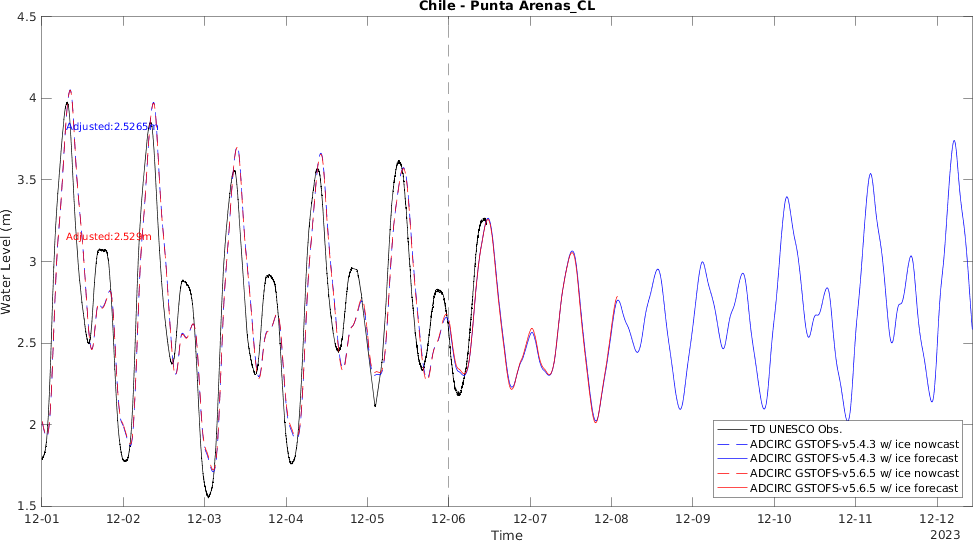 Chile - Punta Arenas_CL
4.5
4
3.5
3
2.5
2
1.5
Water Level (m)
Adjusted:2.5265m
Adjusted:2.529m
12-01
12-02
12-03
12-04
12-05
12-06
12-07
12-08
12-09
12-10
12-11
12-12
2023
Time
TD UNESCO Obs.
ADCIRC GSTOFS-v5.4.3 w/ ice nowcast
ADCIRC GSTOFS-v5.4.3 w/ ice forecast
ADCIRC GSTOFS-v5.6.5 w/ ice nowcast
ADCIRC GSTOFS-v5.6.5 w/ ice forecast